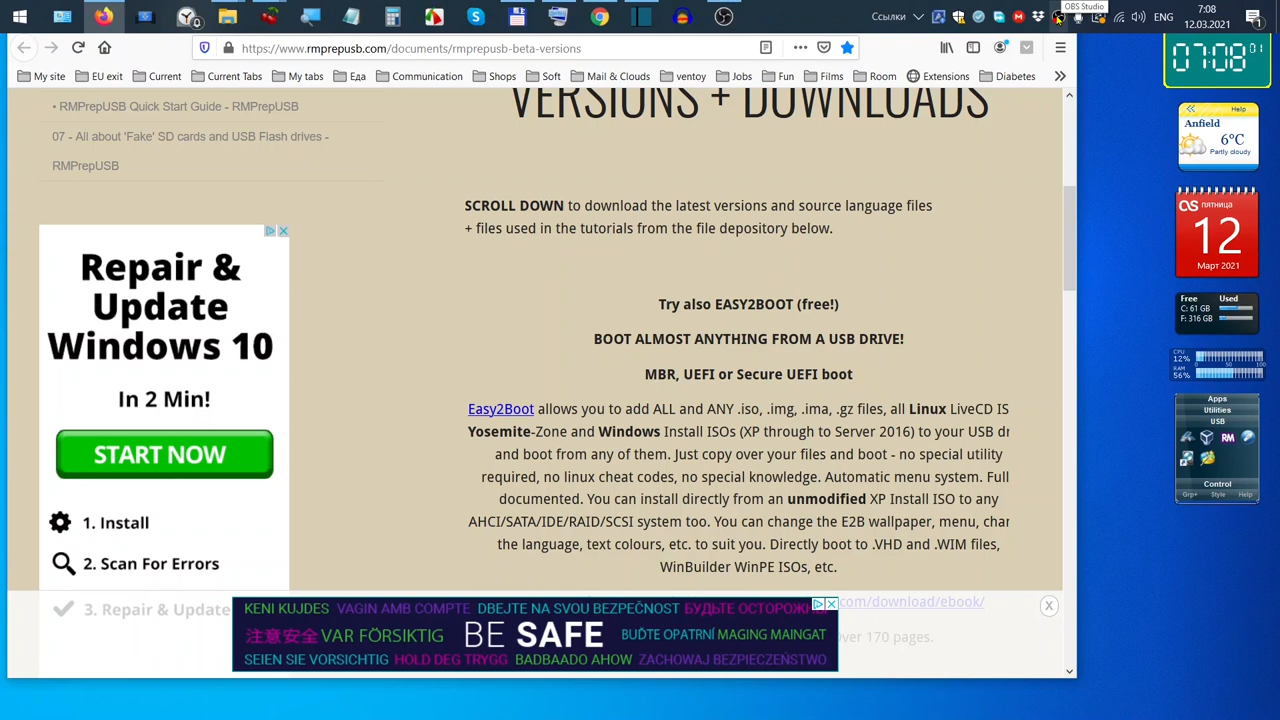 OBS Studio
Ссылки
ENG
7:08
12.03.2021
https://www.rmprepusb.com/documents/rmprepusb-beta-versions
My site
EU exit
Current
Current Tabs
My tabs
Еда
Communication
Shops
Soft
Mail & Clouds
ventoy
Jobs
Fun
Films
Room
Extensions
Diabetes
• RMPrepUSB Quick Start Guide - RMPrepUSB
07 - All about 'Fake' SD cards and USB Flash drives -
RMPrepUSB
Repair &
Update
Windows 10
In 2 Min!
START NOW
1. Install
2. Scan For Errors
3. Repair & Update
VERSIONS + DOWNLOADS
SCROLL DOWN to download the latest versions and source language files
+ files used in the tutorials from the file depository below.
Try also EASY2BOOT (free!)
BOOT ALMOST ANYTHING FROM A USB DRIVE!
MBR, UEFI or Secure UEFI boot
Easy2Boot allows you to add ALL and ANY .iso, .img, .ima, .gz files, all Linux LiveCD IS
Yosemite-Zone and Windows Install ISOs (XP through to Server 2016) to your USB dr
and boot from any of them. Just copy over your files and boot - no special utility
required, no linux cheat codes, no special knowledge. Automatic menu system. Full
documented. You can install directly from an unmodified XP Install ISO to any
AHCI/SATA/IDE/RAID/SCSI system too. You can change the E2B wallpaper, menu, char
the language, text colours, etc. to suit you. Directly boot to .VHD and .WIM files,
WinBuilder WinPE ISOs, etc.
com/download/ebook/
Over 170 pages.
KENI KUJDES VAGIN AMB COMPTE DBEJTE NA SVOU BEZPEČNOST БУДЬТЕ ОСТОРОЖНЫ
注意安全 VAR FÖRSIKTIG BE SAFE BUĎTE OPATRNÍ MAGING MAINGAT
SEIEN SIE VORSICHTIG HOLD DEG TRYGG BADBAADO AHOW ZACHOWAJ BEZPIECZEŃSTWO
07:08 01
Help
Anfield
6°C
Partly cloudy
пятница
12
Март 2021
Free Used
C: 61 GB
F: 316 GB
CPU
12%
0 50 100
RAM
56%
Apps
Utilities
USB
RM
Control
Grp+ Style Help